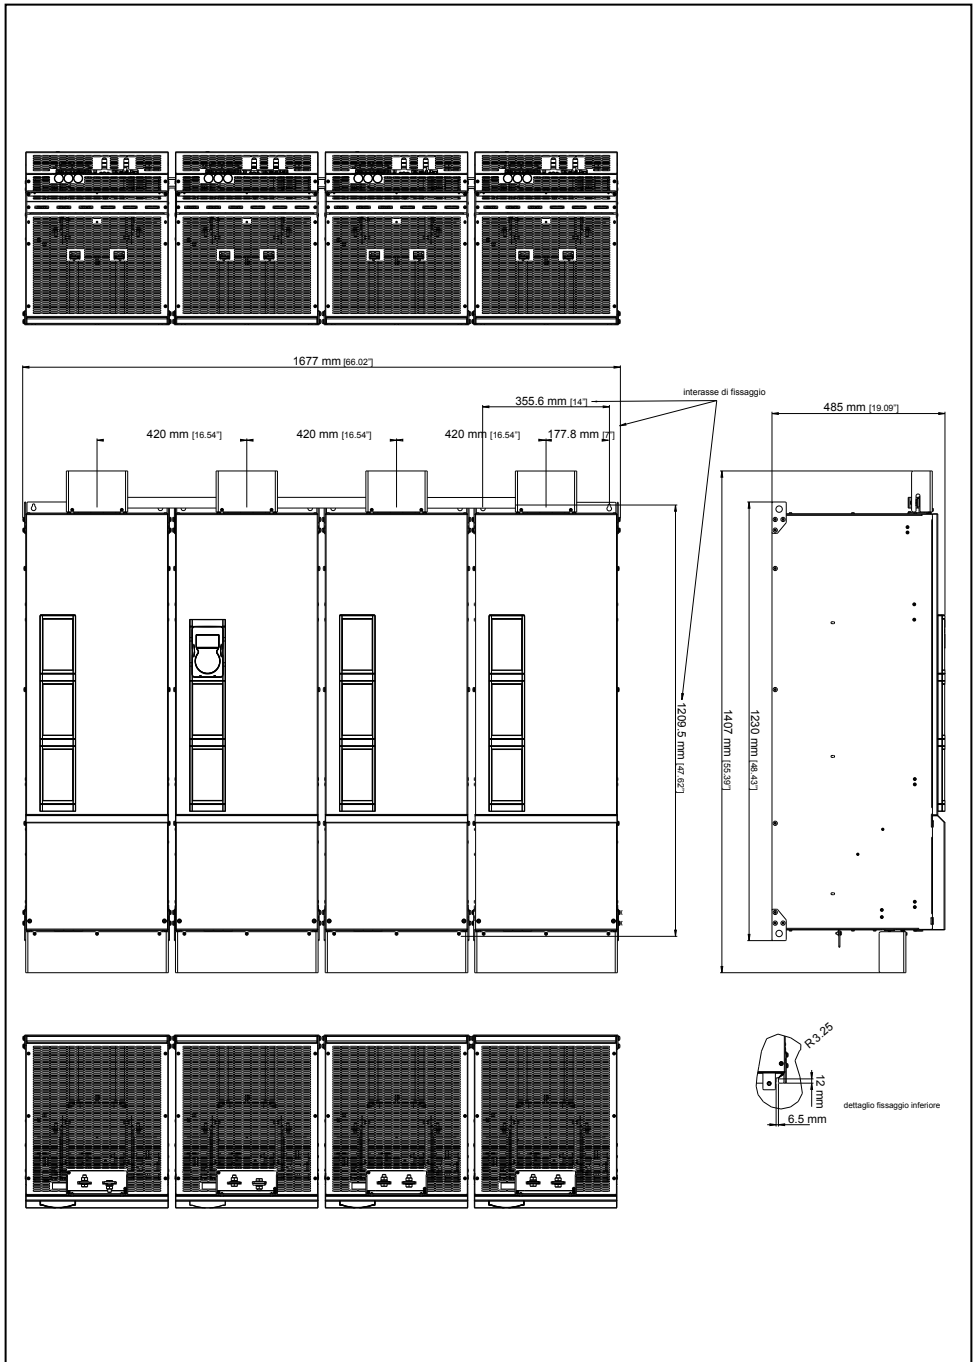 1677 mm [66.02"]
interasse di fissaggio
355.6 mm [14"]
485 mm [19.09"]
420 mm [16.54"]
420 mm [16.54"]
420 mm [16.54"]
177.8 mm [7"]
1209.5 mm [47.62"]
1407 mm [55.39"]
1230 mm [48.43"]
R3.25
12 mm
dettaglio fissaggio inferiore
6.5 mm